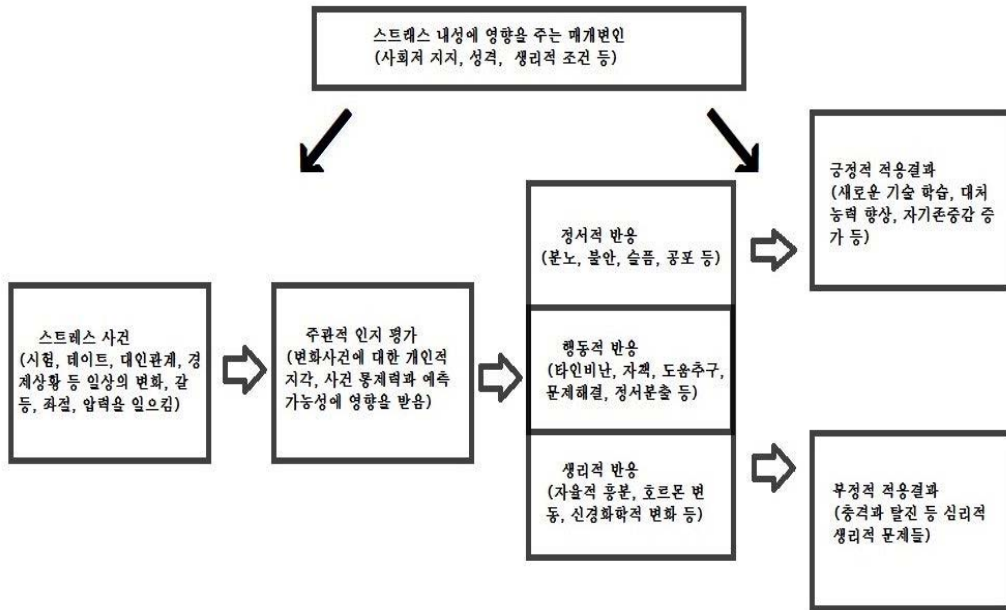 스트래스 내성에 영향을 주는 매개변인
(사회저 지지, 성격, 생리적 조건 등)
스트레스 사건
(시험, 테이트, 대인관계, 경
제상황 등 일상의 변화, 갈
등, 좌절, 압력을 일으킴)
주관적 인지 평가
(변화사건에 대한 개인적
지각, 사건 통제력과 예측
가능성에 영향을 받음)
정서적 반응
(분노, 불안, 슬픔, 공포 등)
행동적 반응
(타인비난, 자책, 도움추구,
문제해결, 정서분출 등)
생리적 반응
(자율적 흥분, 호르몬 변
동, 신경화학적 변화 등)
긍정적 적응결과
(새로운 기술 학습, 대처
능력 향상, 자기존중감 증
가 등)
부정적 적응결과
(충격과 탈진 등 심리적
생리적 문제들)